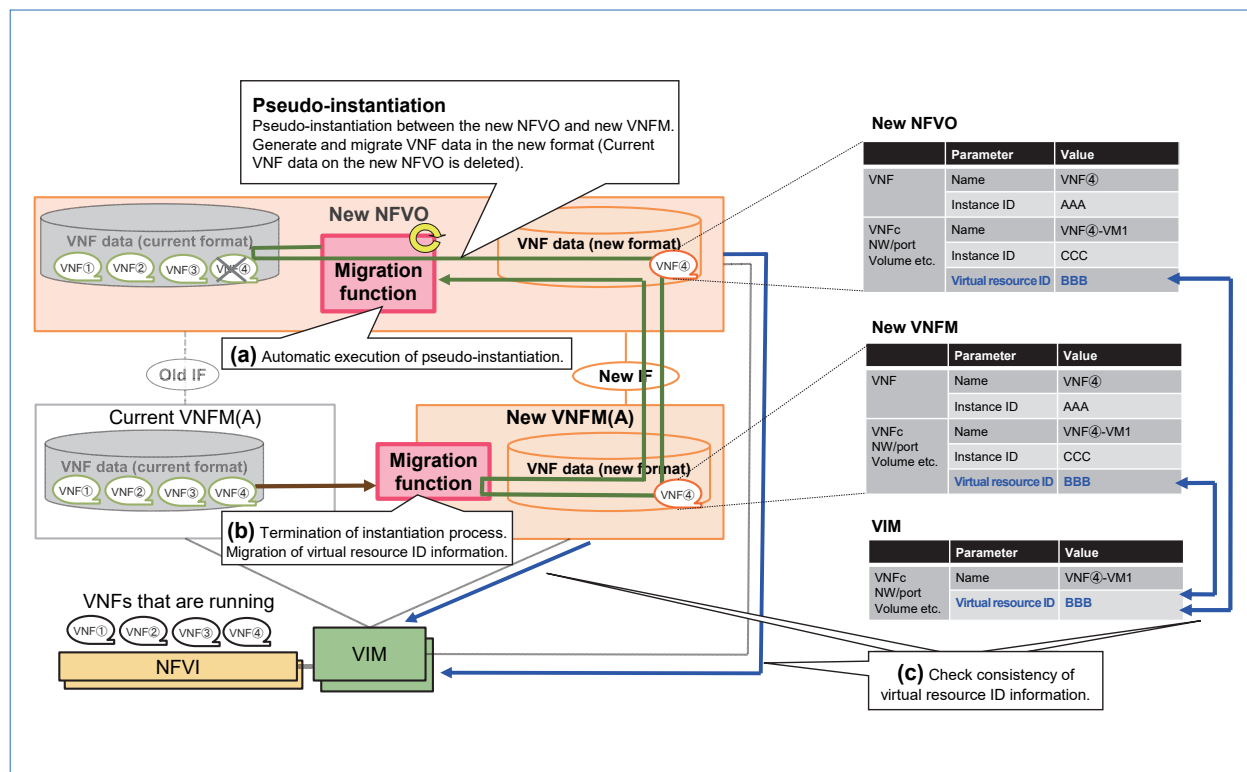 Pseudo-instantiation
Pseudo-instantiation between the new NFVO and new VNFM.
Generate and migrate VNF data in the new format (Current
VNF data on the new NFVO is deleted).
New NFVO
VNF data (current format)
VNF① VNF② VNF③ VNF④
Migration
function
VNF data (new format)
VNF④
(a) Automatic execution of pseudo-instantiation.
Old IF
New IF
Current VNFM(A)
VNF data (current format)
VNF① VNF② VNF③ VNF④
New VNFM(A)
Migration
function
VNF data (new format)
VNF④
(b) Termination of instantiation process.
Migration of virtual resource ID information.
VNFs that are running
VNF① VNF② VNF③ VNF④
NFVI
VIM
New NFVO
Parameter Value
VNF Name VNF④
Instance ID AAA
VNFc Name VNF④-VM1
NW/port
Volume etc. Instance ID CCC
Virtual resource ID BBB
New VNFM
Parameter Value
VNF Name VNF④
Instance ID AAA
VNFc Name VNF④-VM1
NW/port
Volume etc. Instance ID CCC
Virtual resource ID BBB
VIM
Parameter Value
VNFc Name VNF④-VM1
NW/port
Volume etc. Virtual resource ID BBB
(c) Check consistency of
virtual resource ID information.